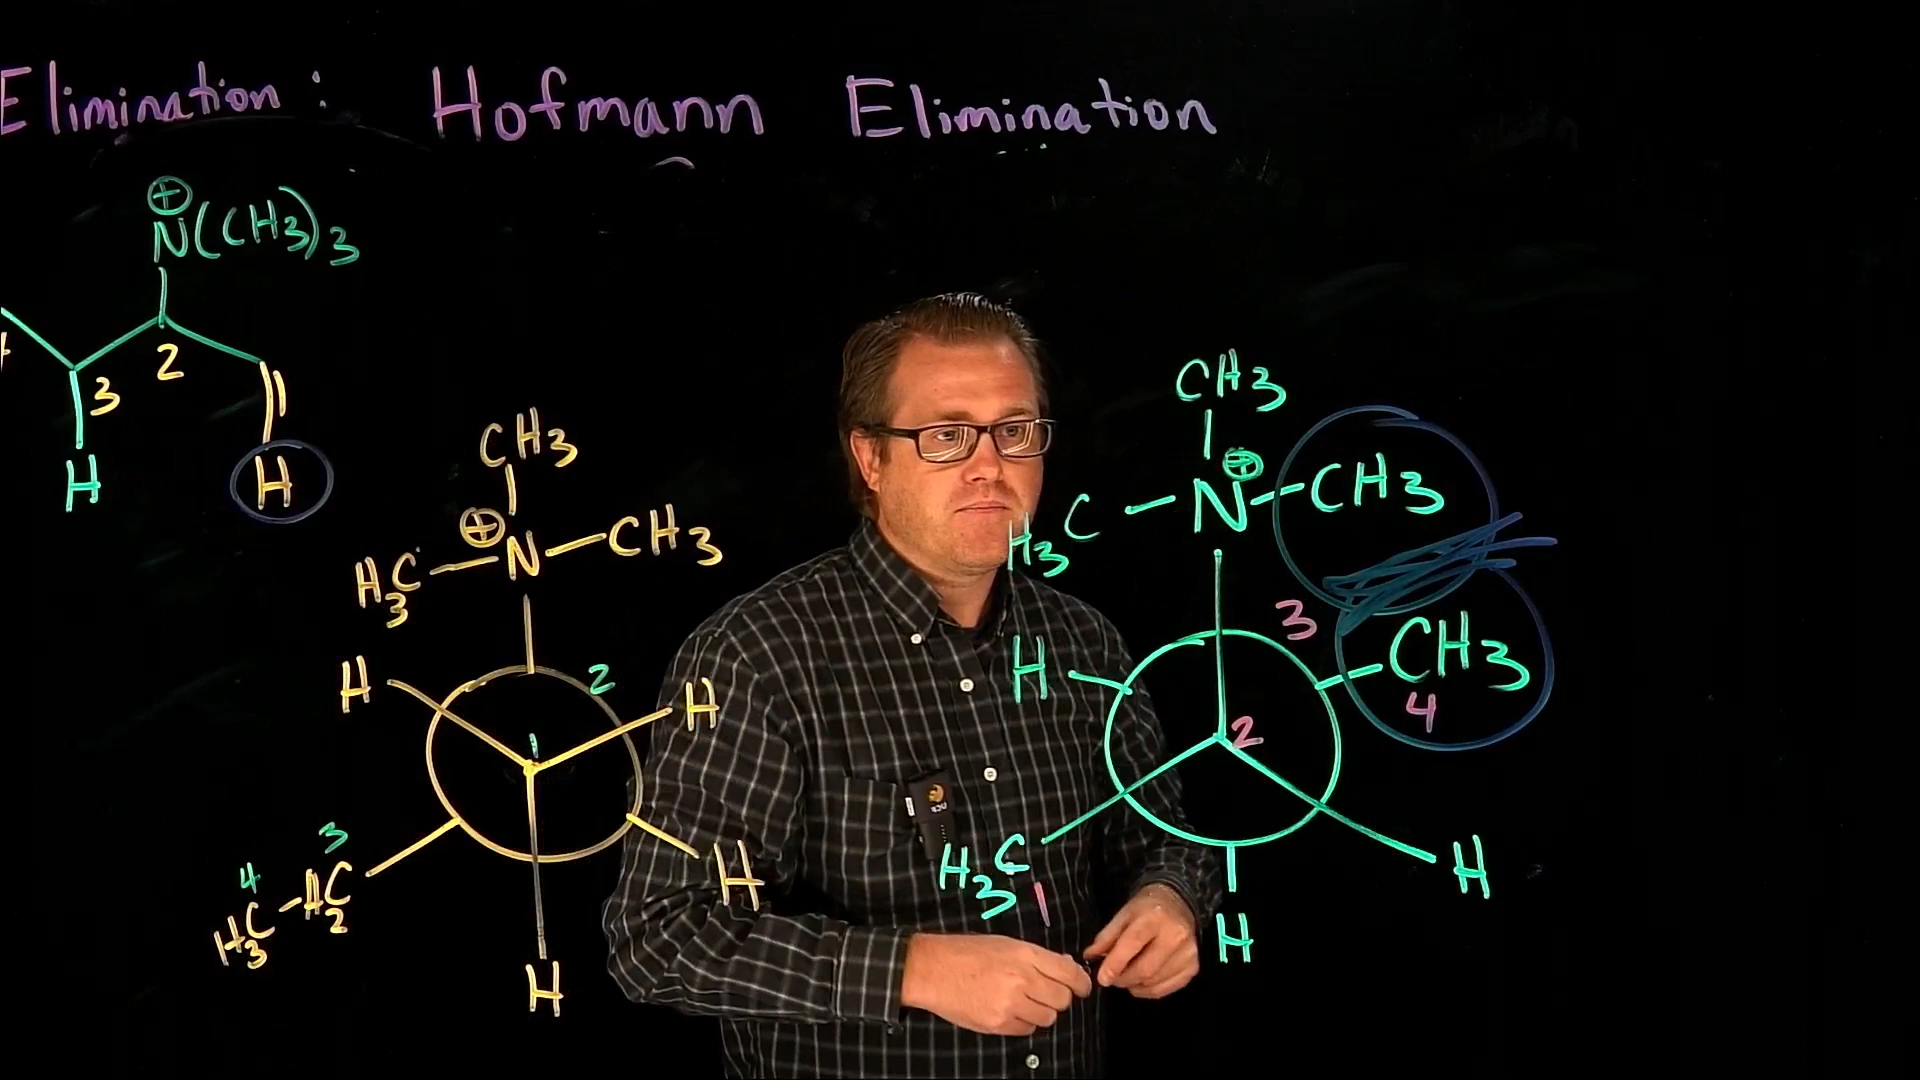 Elimination: Hofmann Elimination
⊕
N(CH3)3
2
3
H
H
CH3
⊕
H3C N CH3
2
H
H
1
3
4
H3C-H2C
H
H
CH3
⊕
H3C-N-CH3
3
H
CH3
4
2
H3C
1
H
H